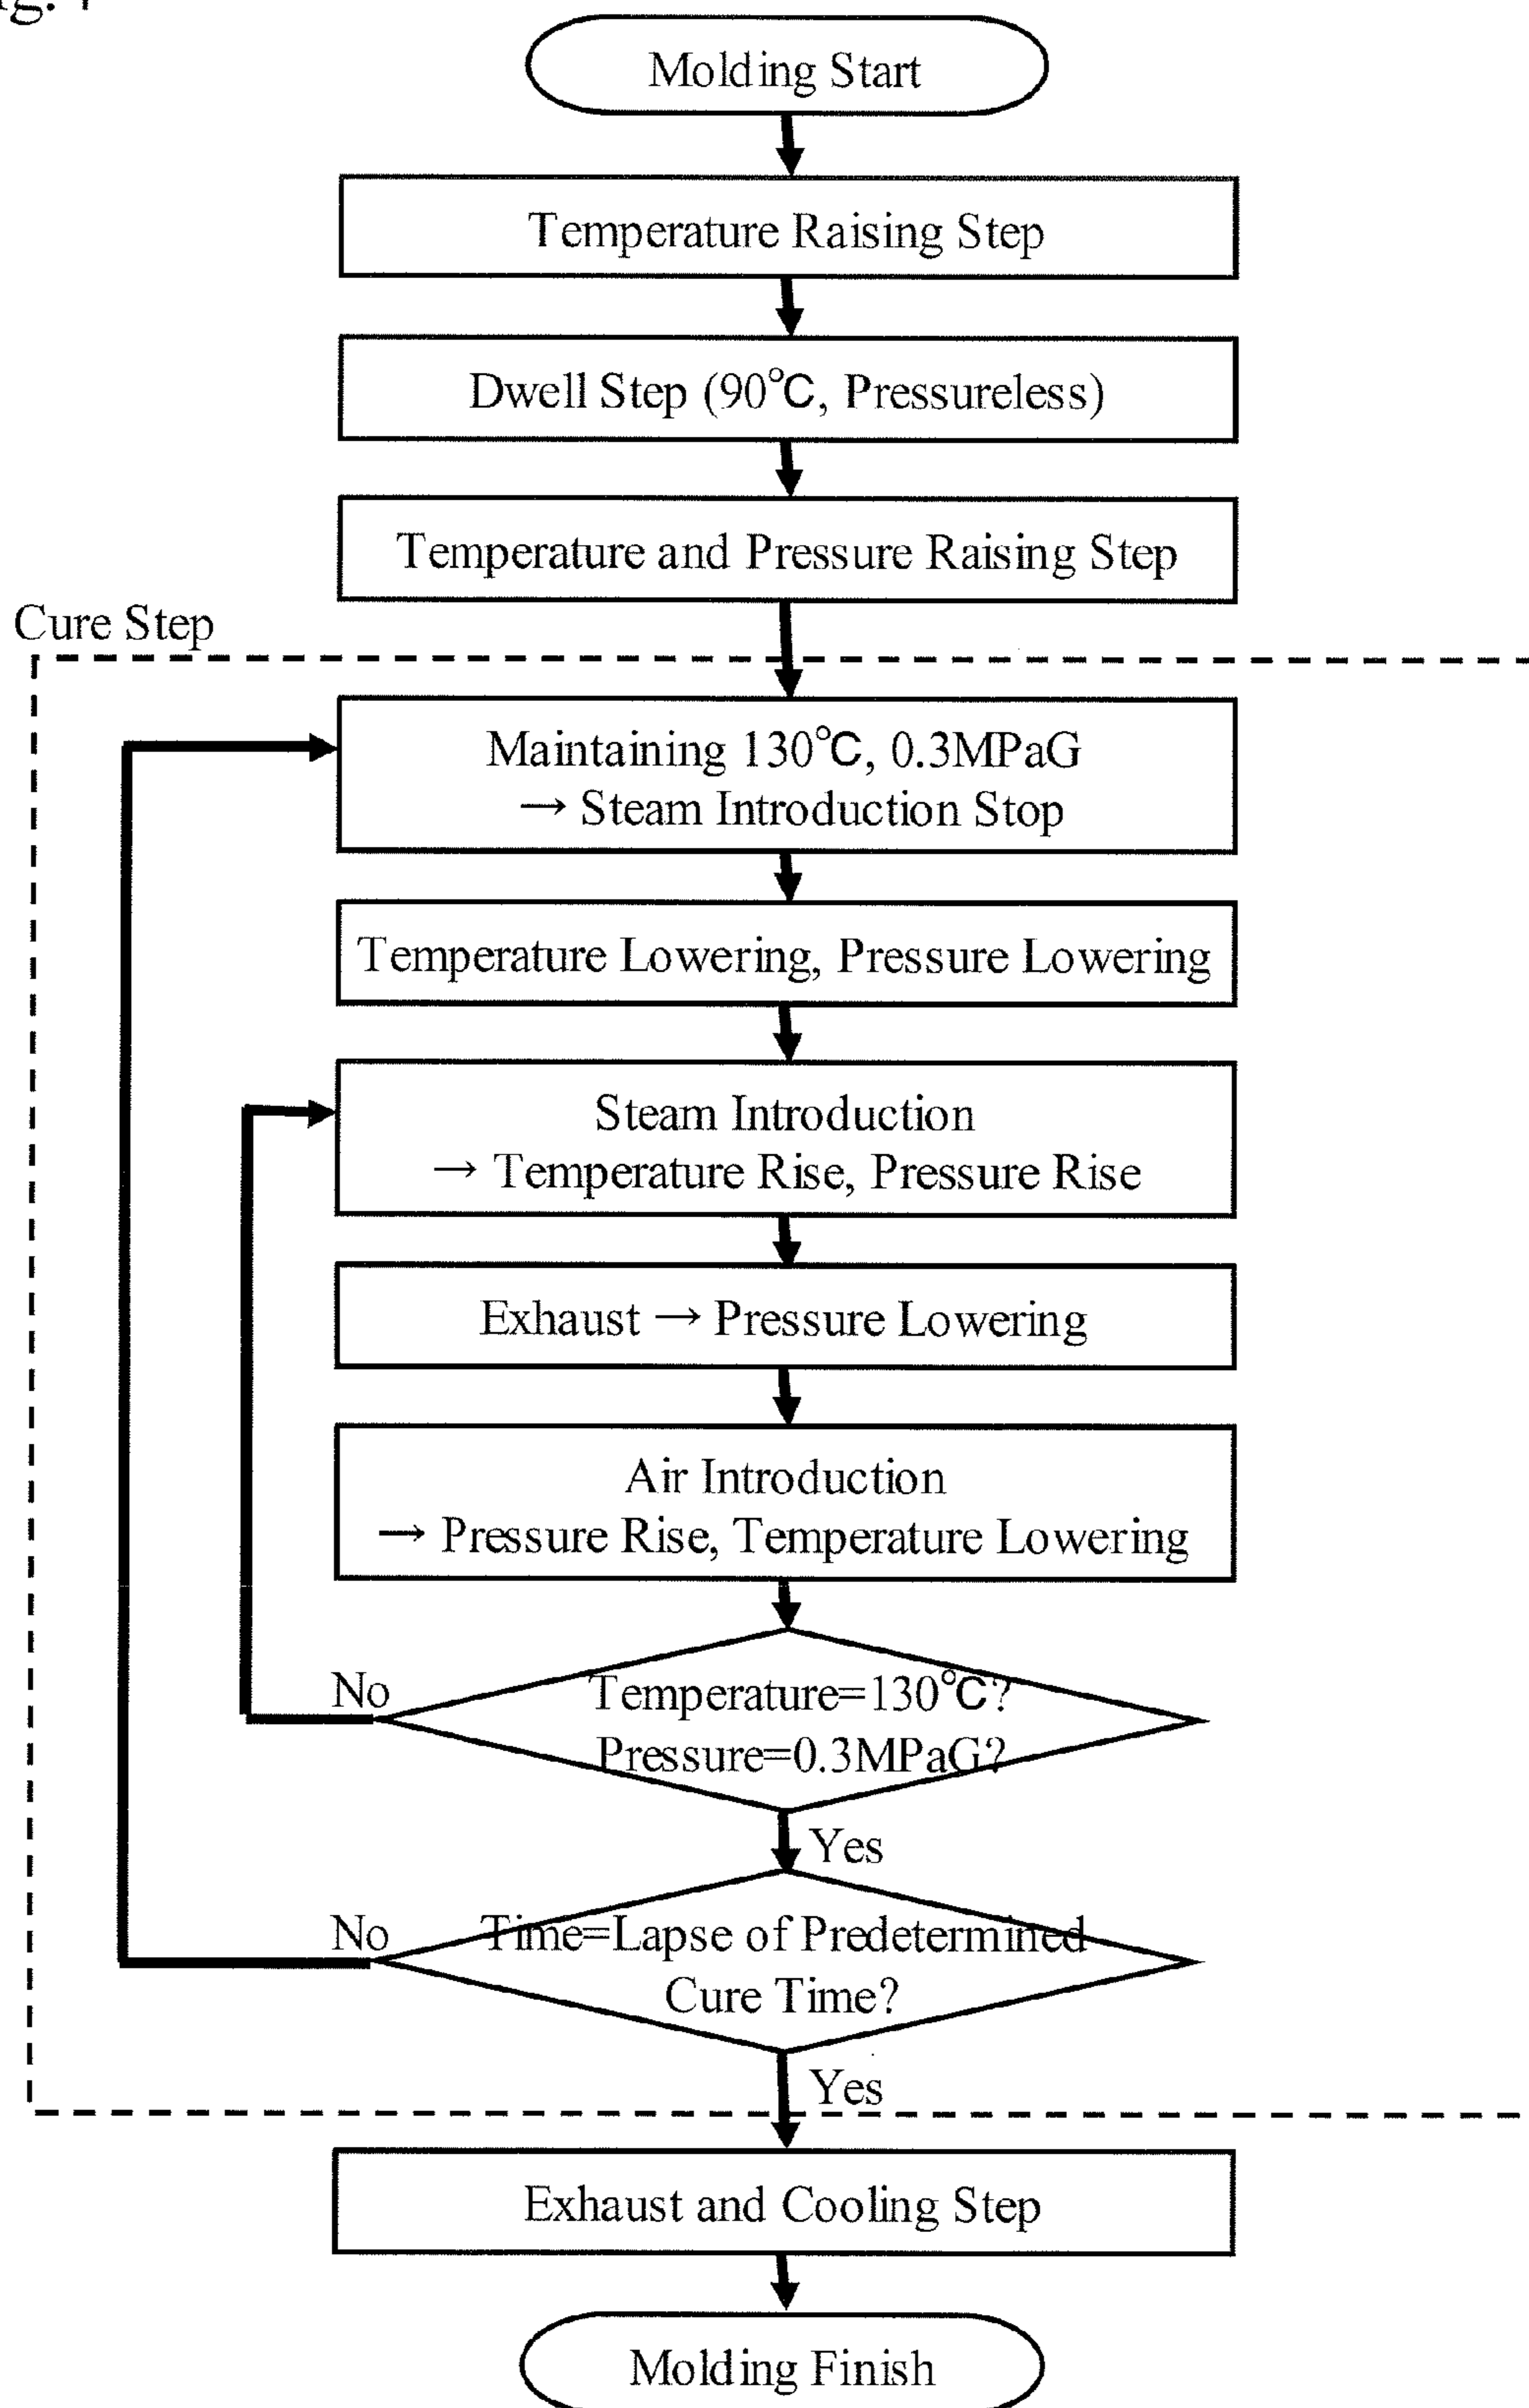 Molding Start
Temperature Raising Step
Dwell Step (90℃, Pressureless)
Temperature and Pressure Raising Step
Cure Step
Maintaining 130℃, 0.3MPaG
→ Steam Introduction Stop
Temperature Lowering, Pressure Lowering
Steam Introduction
→ Temperature Rise, Pressure Rise
Exhaust → Pressure Lowering
Air Introduction
→ Pressure Rise, Temperature Lowering
No
Temperature=130℃?
Pressure=0.3MPaG?
Yes
No
Time=Lapse of Predetermined
Cure Time?
Yes
Exhaust and Cooling Step
Molding Finish